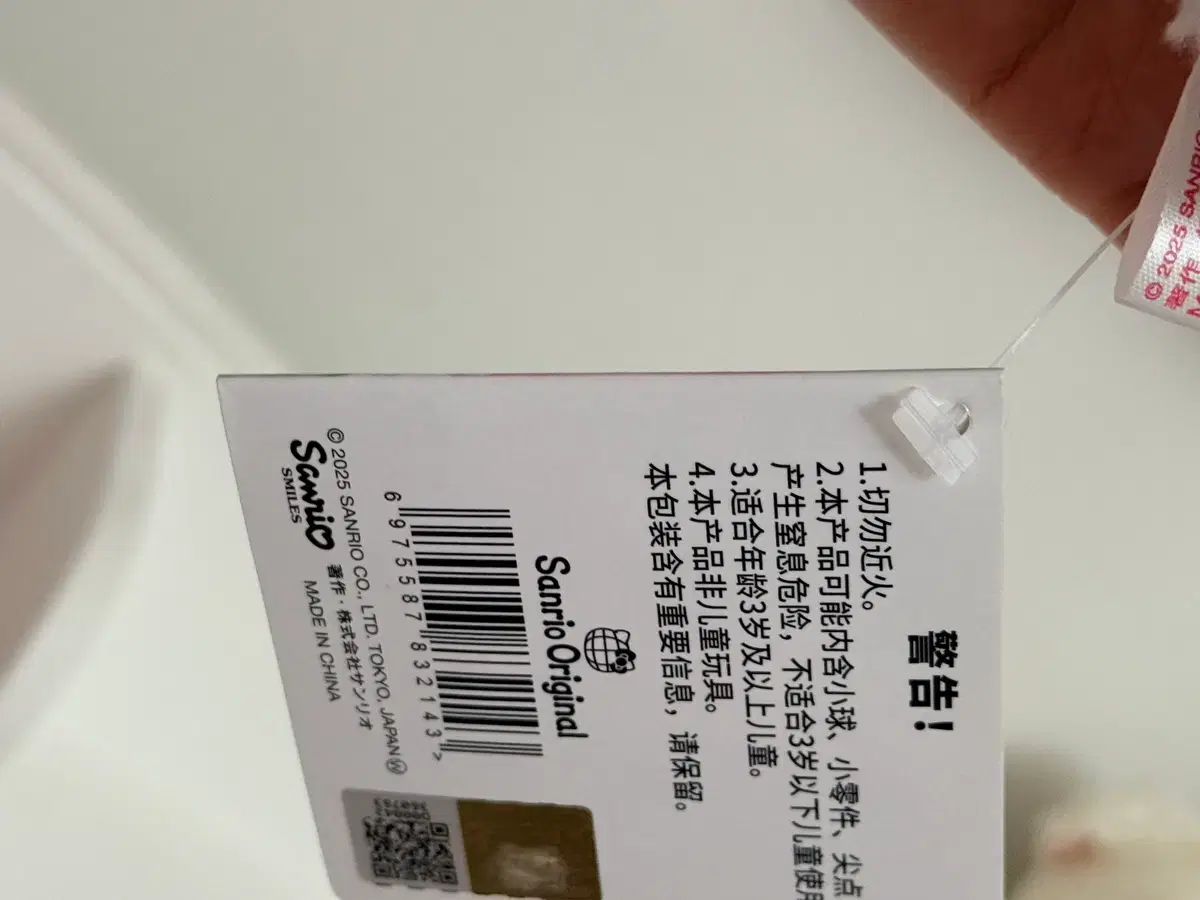 警告!
1.切勿近火。
2.本产品可能内含小球、小零件、尖点
产生窒息危险，不适合3岁以下儿童使用
3.适合年龄3岁及以上儿童。
4.本产品非儿童玩具。
本包装含有重要信息，请保留。
Sanrio Original
6 975587 832143 >
© 2025 SANRIO CO., LTD. TOKYO, JAPAN Ⓦ
Sanrio
SMILES
著作・株式会社サンリオ
MADE IN CHINA
© 2025 SANRIO
著作